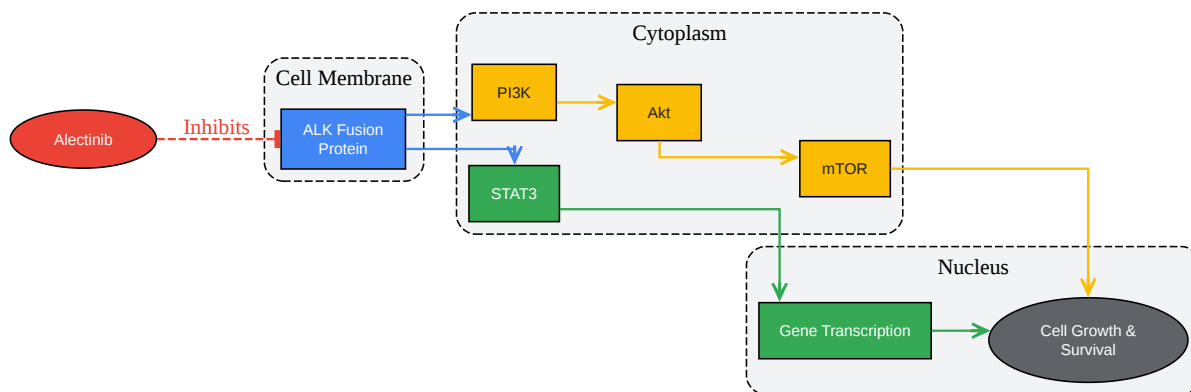 Cytoplasm
Cell Membrane
PI3K
Akt
Inhibits
Alectinib
ALK Fusion
Protein
mTOR
STAT3
Nucleus
Gene Transcription
Cell Growth &
Survival